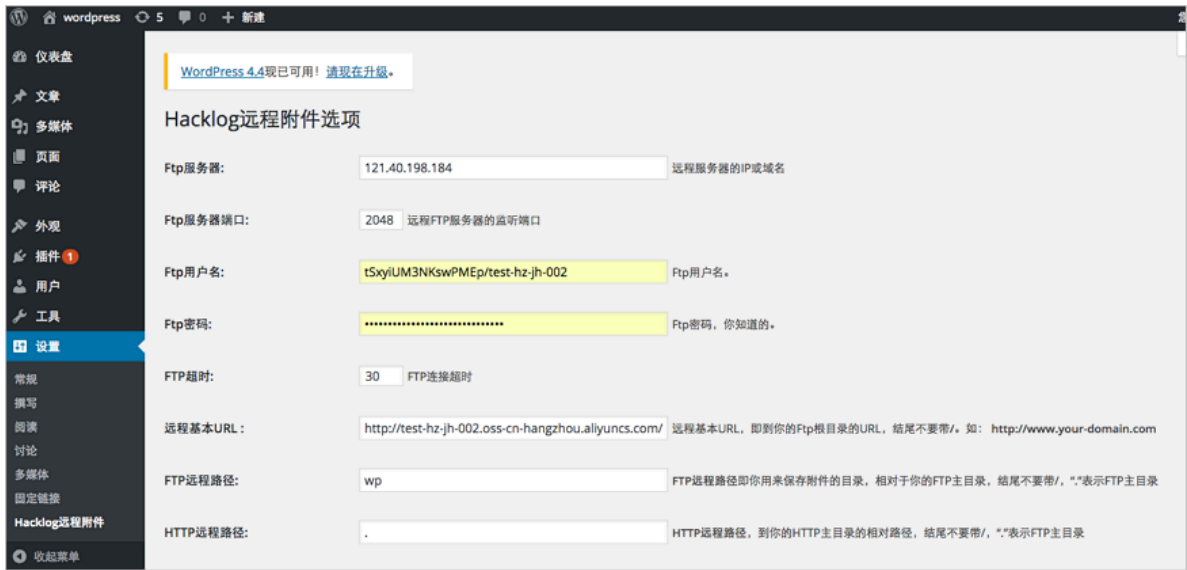 wordpress 5 0 + 新建
仪表盘
文章
多媒体
页面
评论
外观
插件 1
用户
工具
设置
常规
撰写
阅读
讨论
多媒体
固定链接
Hacklog远程附件
收起菜单
WordPress 4.4现已可用！请现在升级。
Hacklog远程附件选项
Ftp服务器: 121.40.198.184 远程服务器的IP或域名
Ftp服务器端口: 2048 远程FTP服务器的监听端口
Ftp用户名: tSxyiUM3NKswPMEp/test-hz-jh-002 Ftp用户名。
Ftp密码: •••••••••••••••••••••••••••••• Ftp密码，你知道的。
FTP超时: 30 FTP连接超时
远程基本URL: http://test-hz-jh-002.oss-cn-hangzhou.aliyuncs.com/ 远程基本URL，即到你的Ftp根目录的URL，结尾不要带/。如： http://www.your-domain.com
FTP远程路径: wp FTP远程路径即你用来保存附件的目录，相对于你的FTP主目录，结尾不要带/，“.”表示FTP主目录
HTTP远程路径: . HTTP远程路径，到你的HTTP主目录的相对路径，结尾不要带/，“.”表示FTP主目录